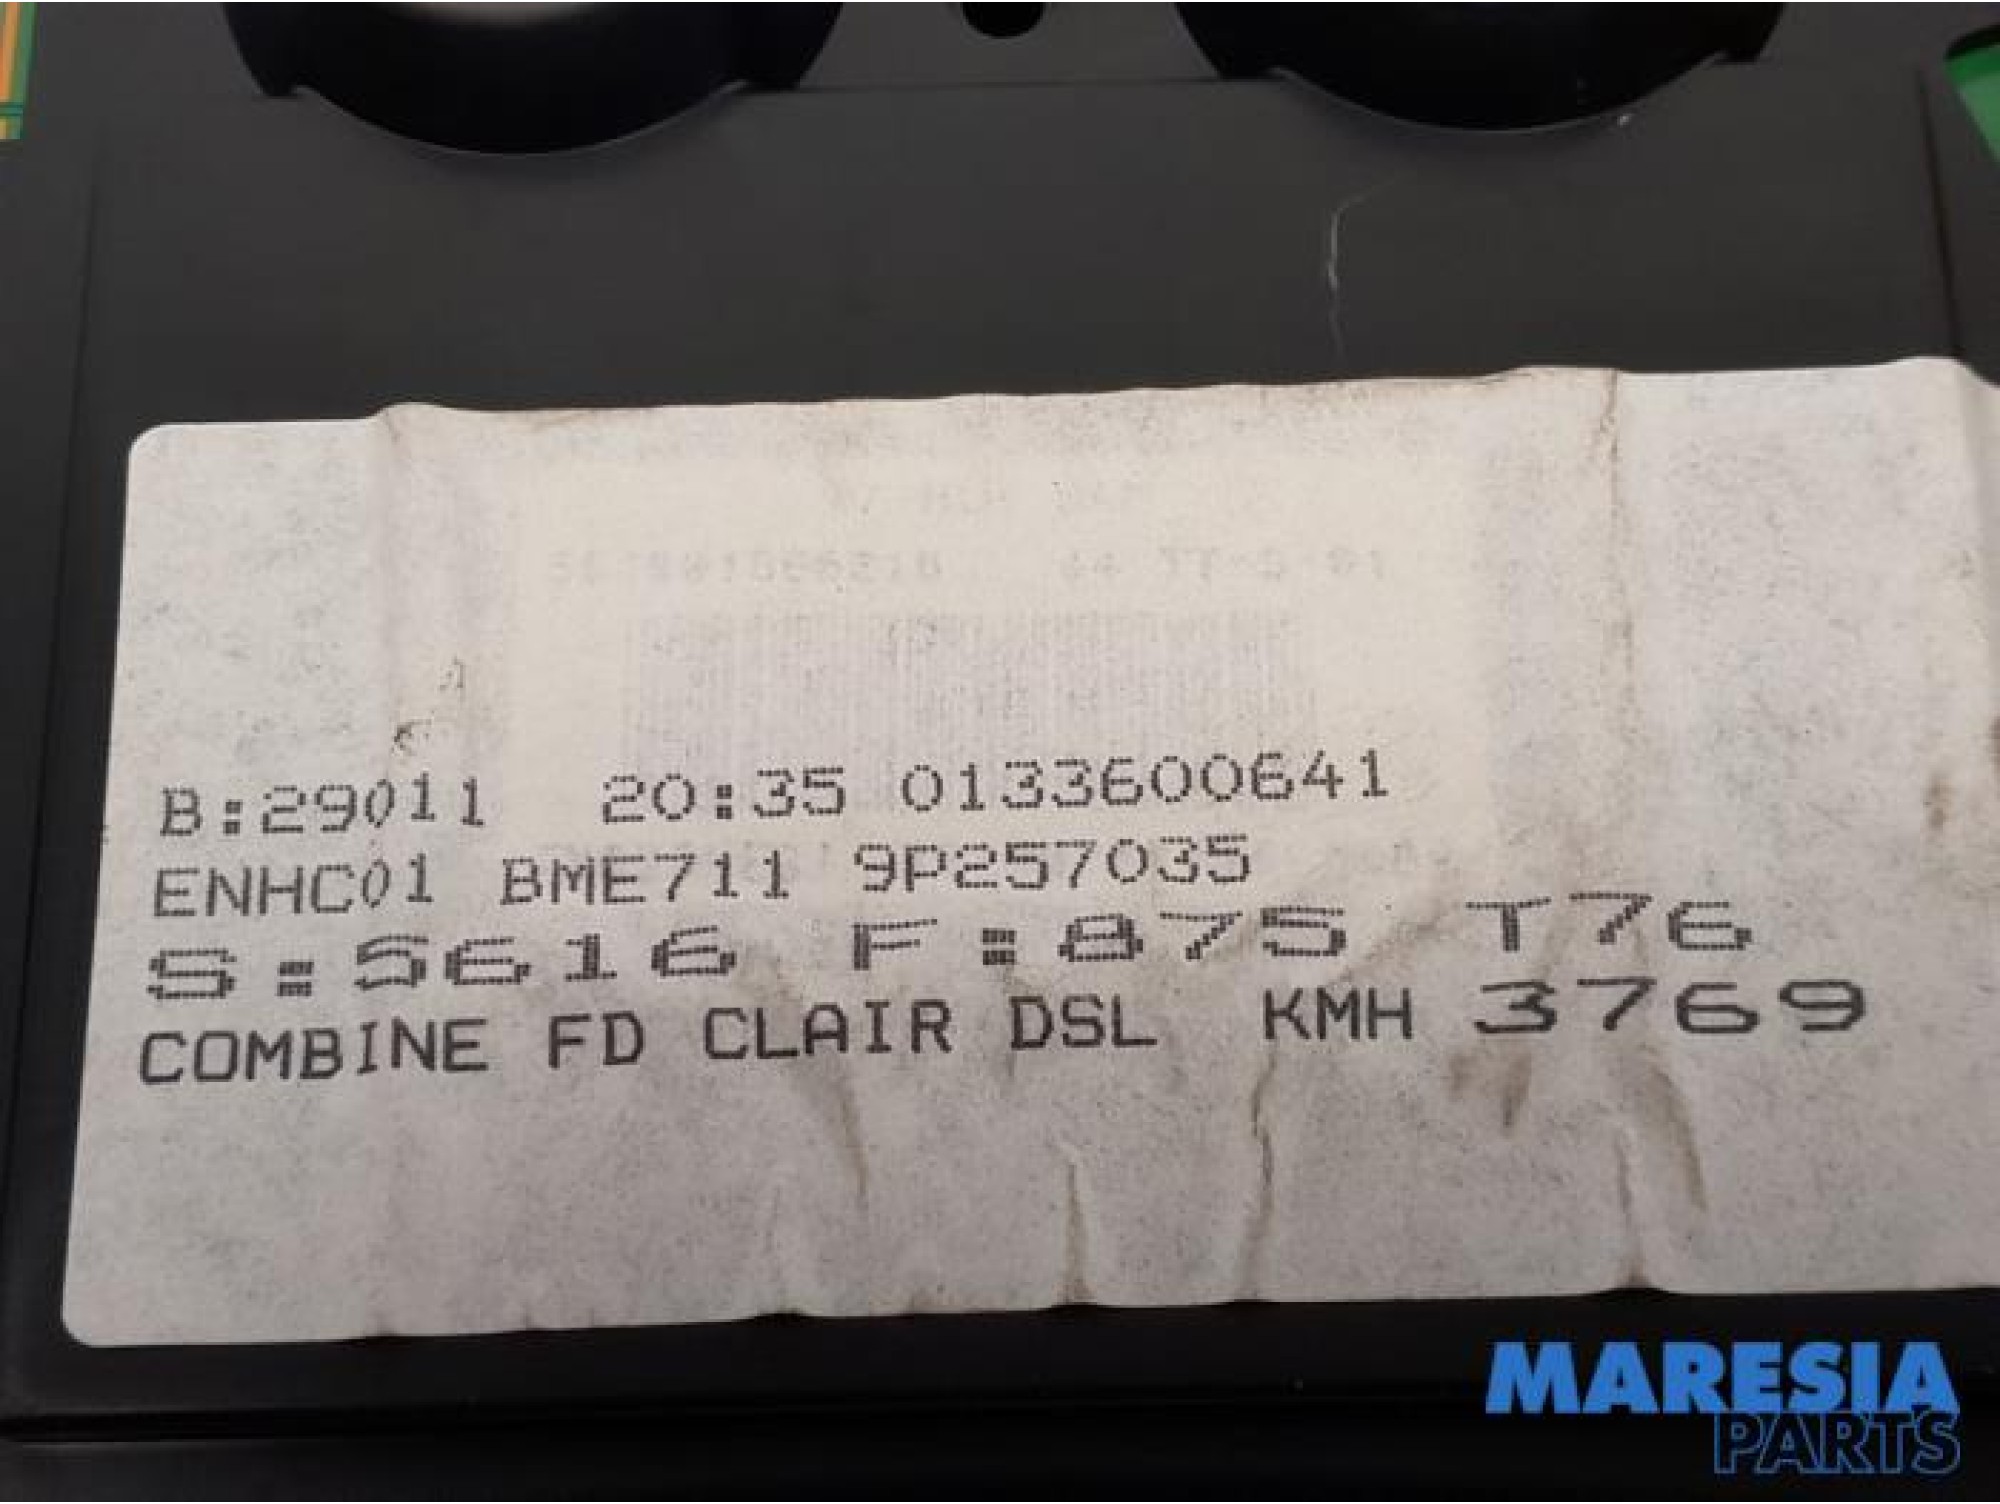 B:29011 20:35 0133600641
ENHC01 BME711 9P257035
S:5616 F:875 T76
COMBINE FD CLAIR DSL KMH 3769
MARESIA
PARTS